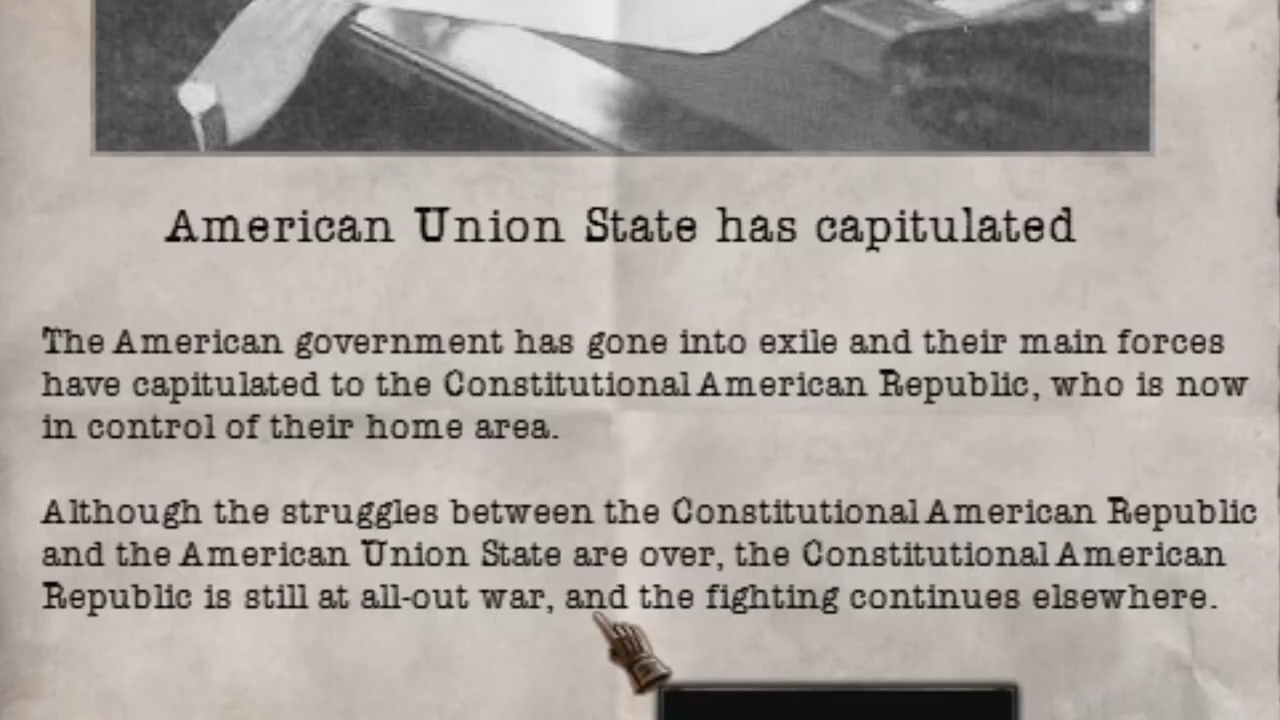 American Union State has capitulated
The American government has gone into exile and their main forces
have capitulated to the Constitutional American Republic, who is now
in control of their home area.
Although the struggles between the Constitutional American Republic
and the American Union State are over, the Constitutional American
Republic is still at all-out war, and the fighting continues elsewhere.